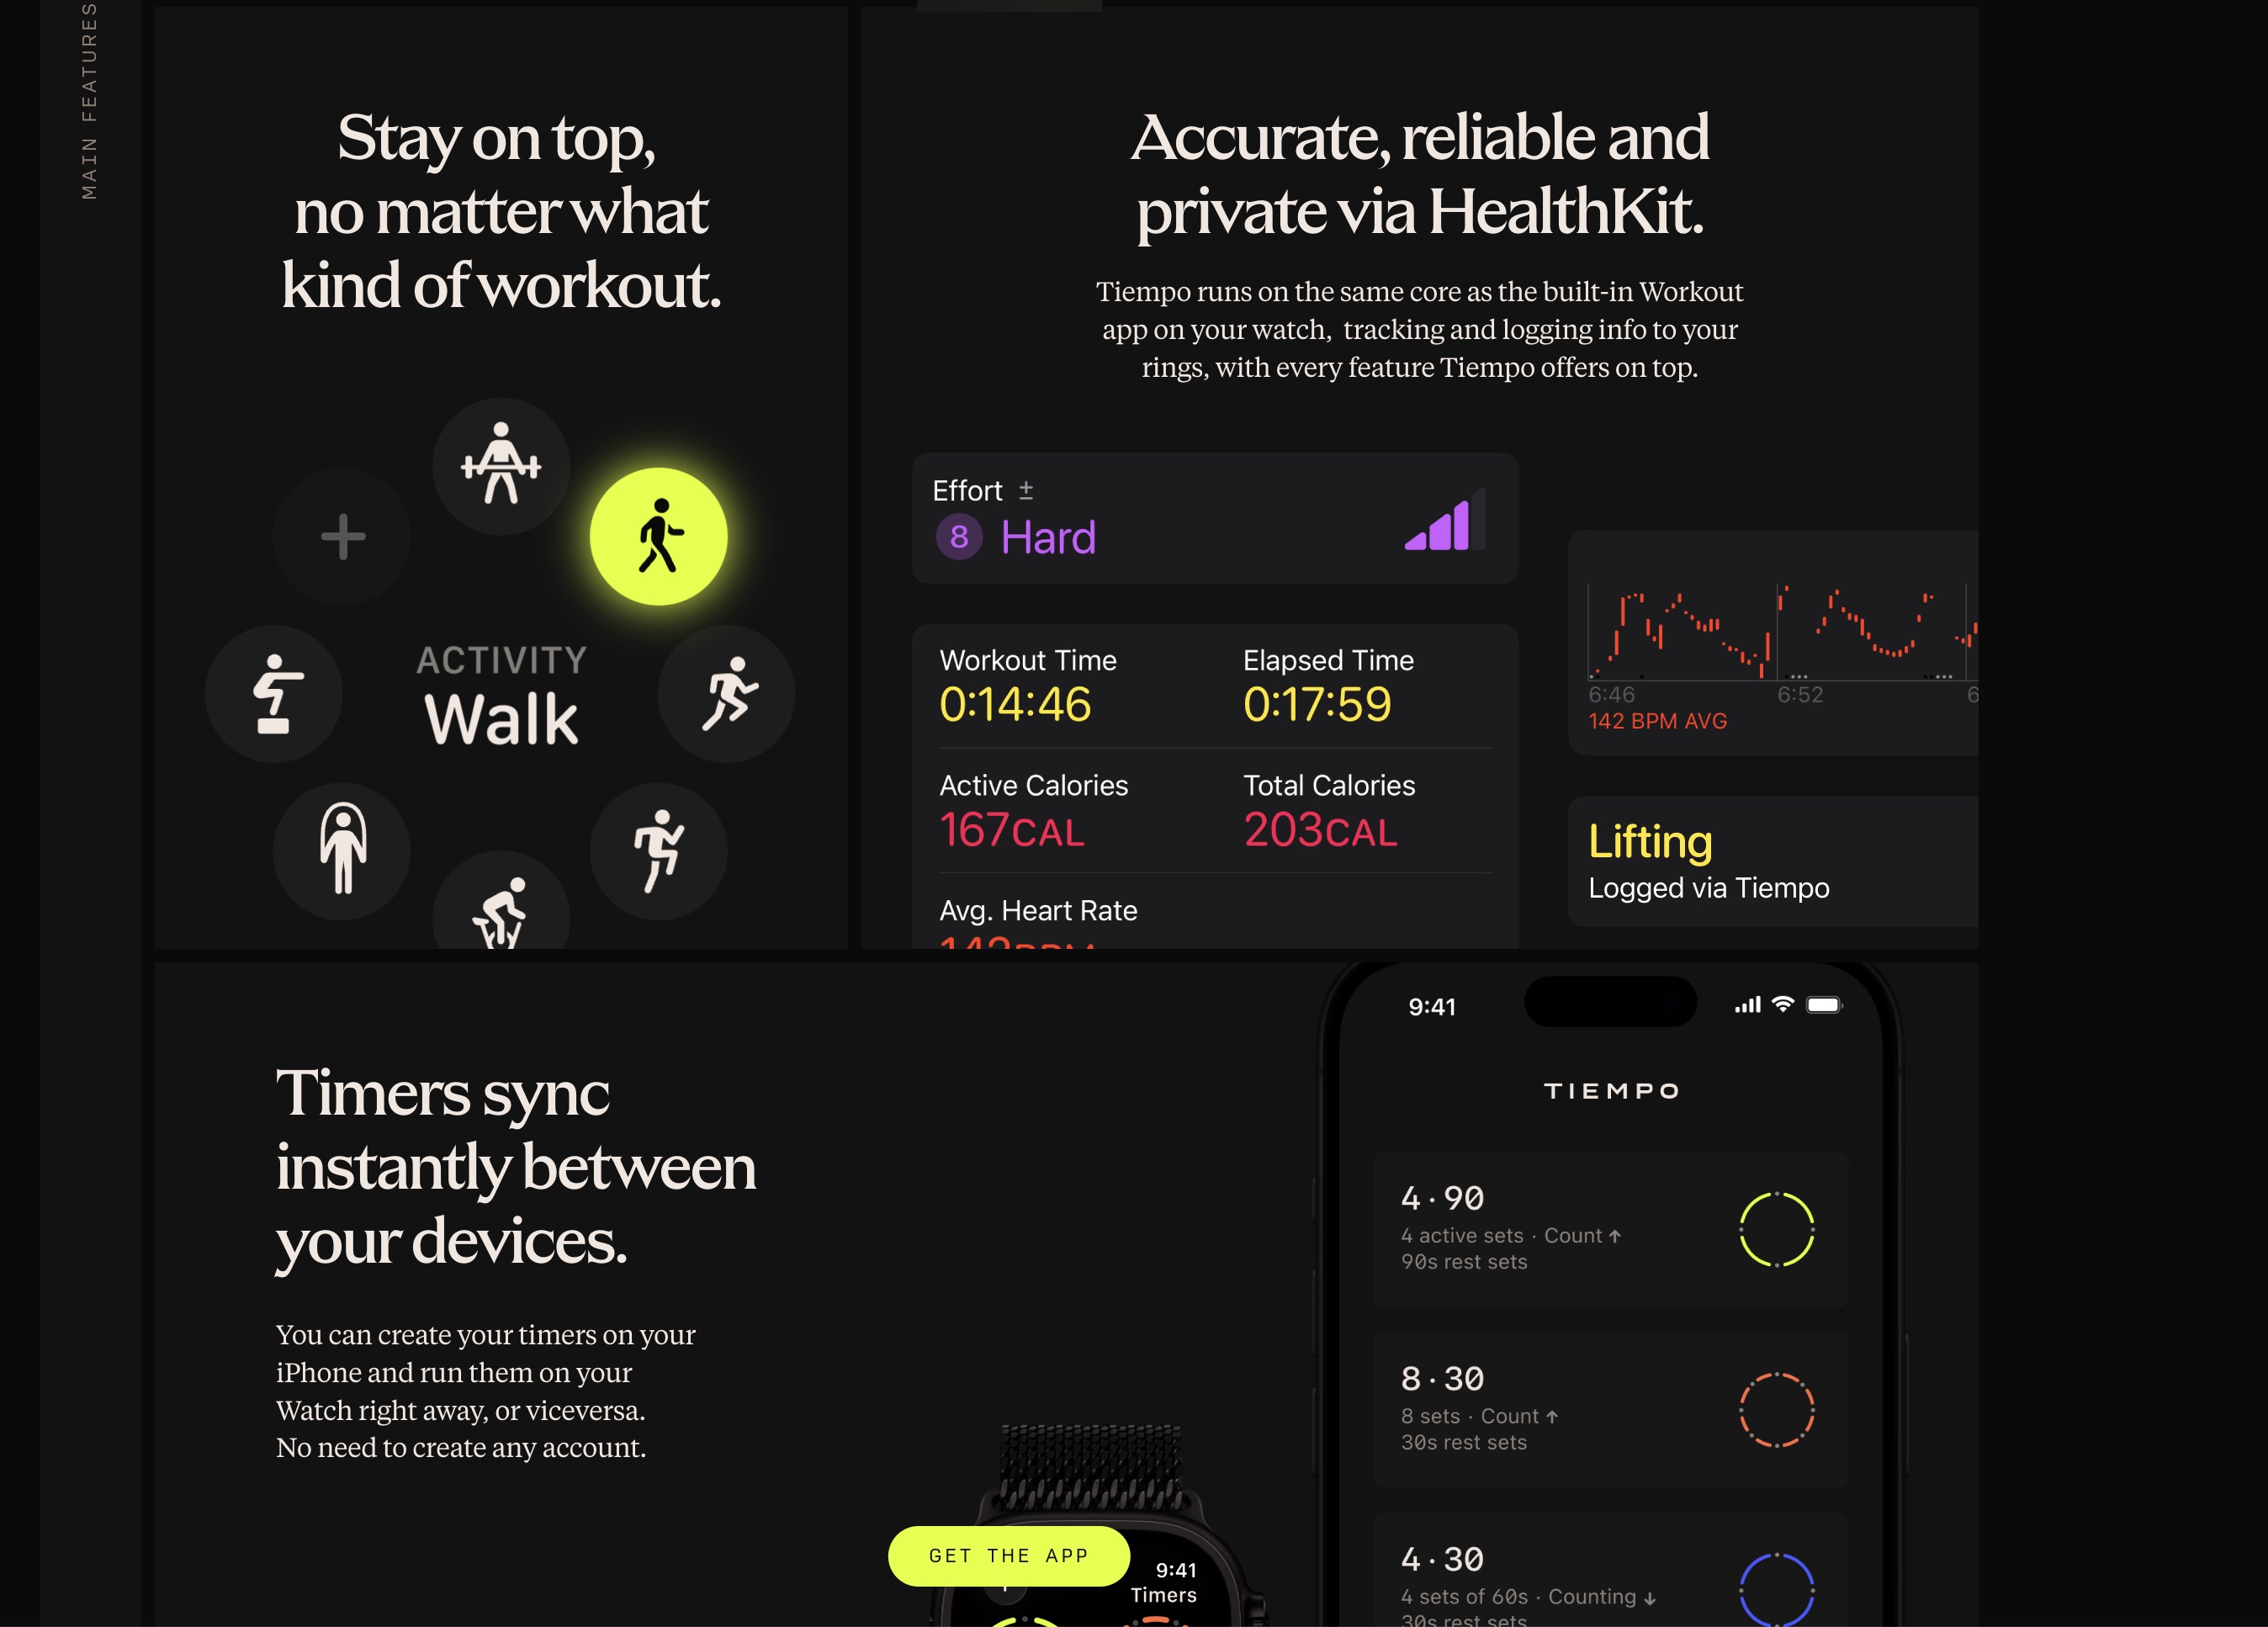 MAIN FEATURES
Stay on top,
no matter what
kind of workout.
ACTIVITY
Walk
Accurate, reliable and
private via HealthKit.
Tiempo runs on the same core as the built-in Workout
app on your watch,  tracking and logging info to your
rings, with every feature Tiempo offers on top.
Effort ±
8 Hard
Workout Time
0:14:46
Elapsed Time
0:17:59
Active Calories
167CAL
Total Calories
203CAL
Avg. Heart Rate
142BPM
6:46 6:52 6
142 BPM AVG
Lifting
Logged via Tiempo
Timers sync
instantly between
your devices.
You can create your timers on your
iPhone and run them on your
Watch right away, or viceversa.
No need to create any account.
GET THE APP
9:41
Timers
9:41
TIEMPO
4 · 90
4 active sets · Count ↑
90s rest sets
8 · 30
8 sets · Count ↑
30s rest sets
4 · 30
4 sets of 60s · Counting ↓
30s rest sets